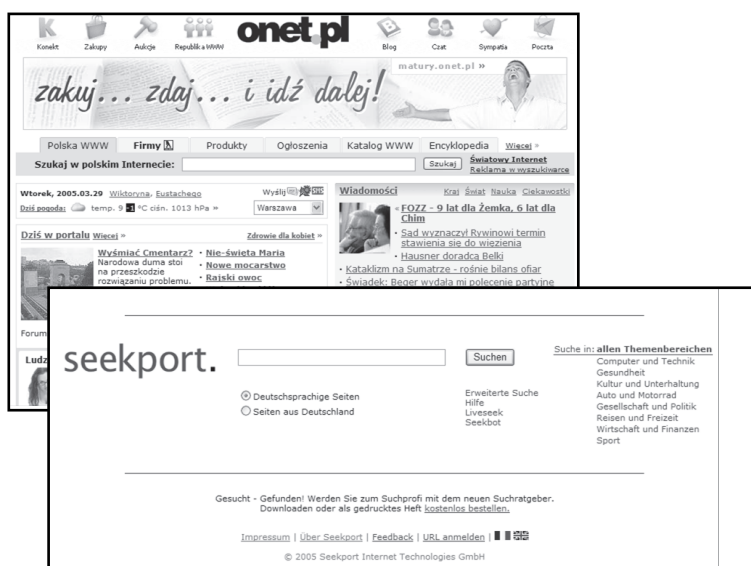 onet.pl
Konekt Zakupy Aukcje Republika WWW Blog Czat Sympatia Poczta
matury.onet.pl »
zakuj... zdaj... i idź dalej!
Polska WWW Firmy Produkty Ogłoszenia Katalog WWW Encyklopedia Więcej »
Szukaj w polskim Internecie: Szukaj Światowy Internet
Reklama w wyszukiwarce
Wtorek, 2005.03.29 Wiktoryna, Eustachego Wyślij
Dziś pogoda: temp. 9 °C ciśn. 1013 hPa » Warszawa
Wiadomości Kraj Świat Nauka Ciekawostki
« FOZZ - 9 lat dla Żemka, 6 lat dla
Chim
• Sąd wyznaczył Rywinowi termin
stawienia się do więzienia
• Hausner doradcą Belki
• Kataklizm na Sumatrze - rośnie bilans ofiar
• Świadek: Beger wydała mi polecenie partyjne
Dziś w portalu Więcej » Zdrowie dla kobiet »
Wyśmiać Cmentarz?
Narodowa duma stoi
na przeszkodzie
rozwiązaniu problemu.
• Nie-święta Maria
• Nowe mocarstwo
• Rajski owoc
Forum
Ludz
seekport.
Suchen
Deutschsprachige Seiten
Seiten aus Deutschland
Erweiterte Suche
Hilfe
Liveseek
Seekbot
Suche in: allen Themenbereichen
Computer und Technik
Gesundheit
Kultur und Unterhaltung
Auto und Motorrad
Gesellschaft und Politik
Reisen und Freizeit
Wirtschaft und Finanzen
Sport
Gesucht - Gefunden! Werden Sie zum Suchprofi mit dem neuen Suchratgeber.
Downloaden oder als gedrucktes Heft kostenlos bestellen.
Impressum | Über Seekport | Feedback | URL anmelden |
© 2005 Seekport Internet Technologies GmbH